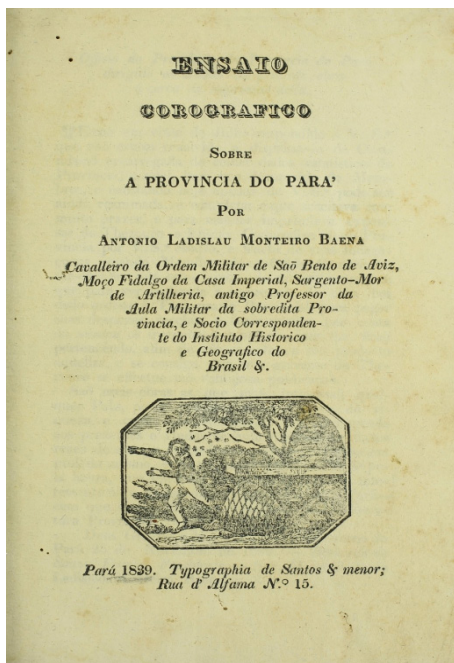 ENSAIO
COROGRAFICO
SOBRE
A PROVINCIA DO PARA'
POR
ANTONIO LADISLAU MONTEIRO BAENA
Cavalleiro da Ordem Militar de Saõ Bento de Aviz,
Moço Fidalgo da Casa Imperial, Sargento-Mor
de Artilheria, antigo Professor da
Aula Militar da sobredita Pro-
vincia, e Socio Corresponden-
te do Instituto Historico
e Geografico do
Brasil &.
Pará 1839. Typographia de Santos & menor;
Rua d' Alfama N.º 15.